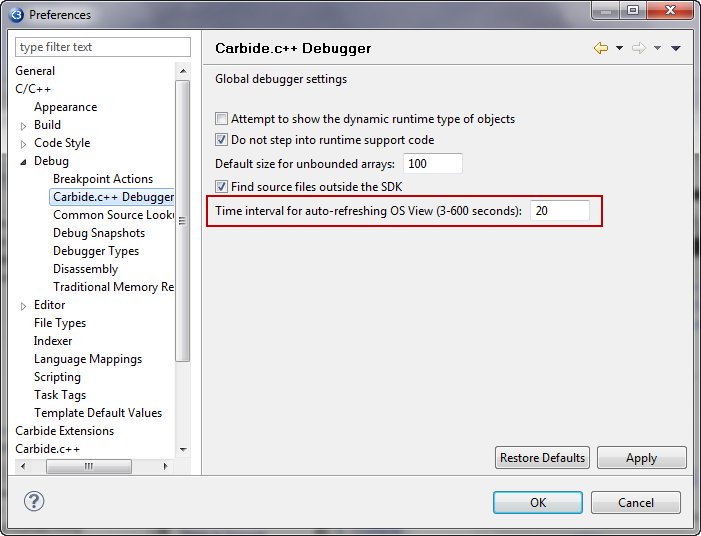 Preferences
type filter text
General
C/C++
Appearance
Build
Code Style
Debug
Breakpoint Actions
Carbide.c++ Debugger
Common Source Looku
Debug Snapshots
Debugger Types
Disassembly
Traditional Memory Re
Editor
File Types
Indexer
Language Mappings
Scripting
Task Tags
Template Default Values
Carbide Extensions
Carbide.c++
Carbide.c++ Debugger
Global debugger settings
Attempt to show the dynamic runtime type of objects
Do not step into runtime support code
Default size for unbounded arrays: 100
Find source files outside the SDK
Time interval for auto-refreshing OS View (3-600 seconds): 20
Restore Defaults Apply
? OK Cancel